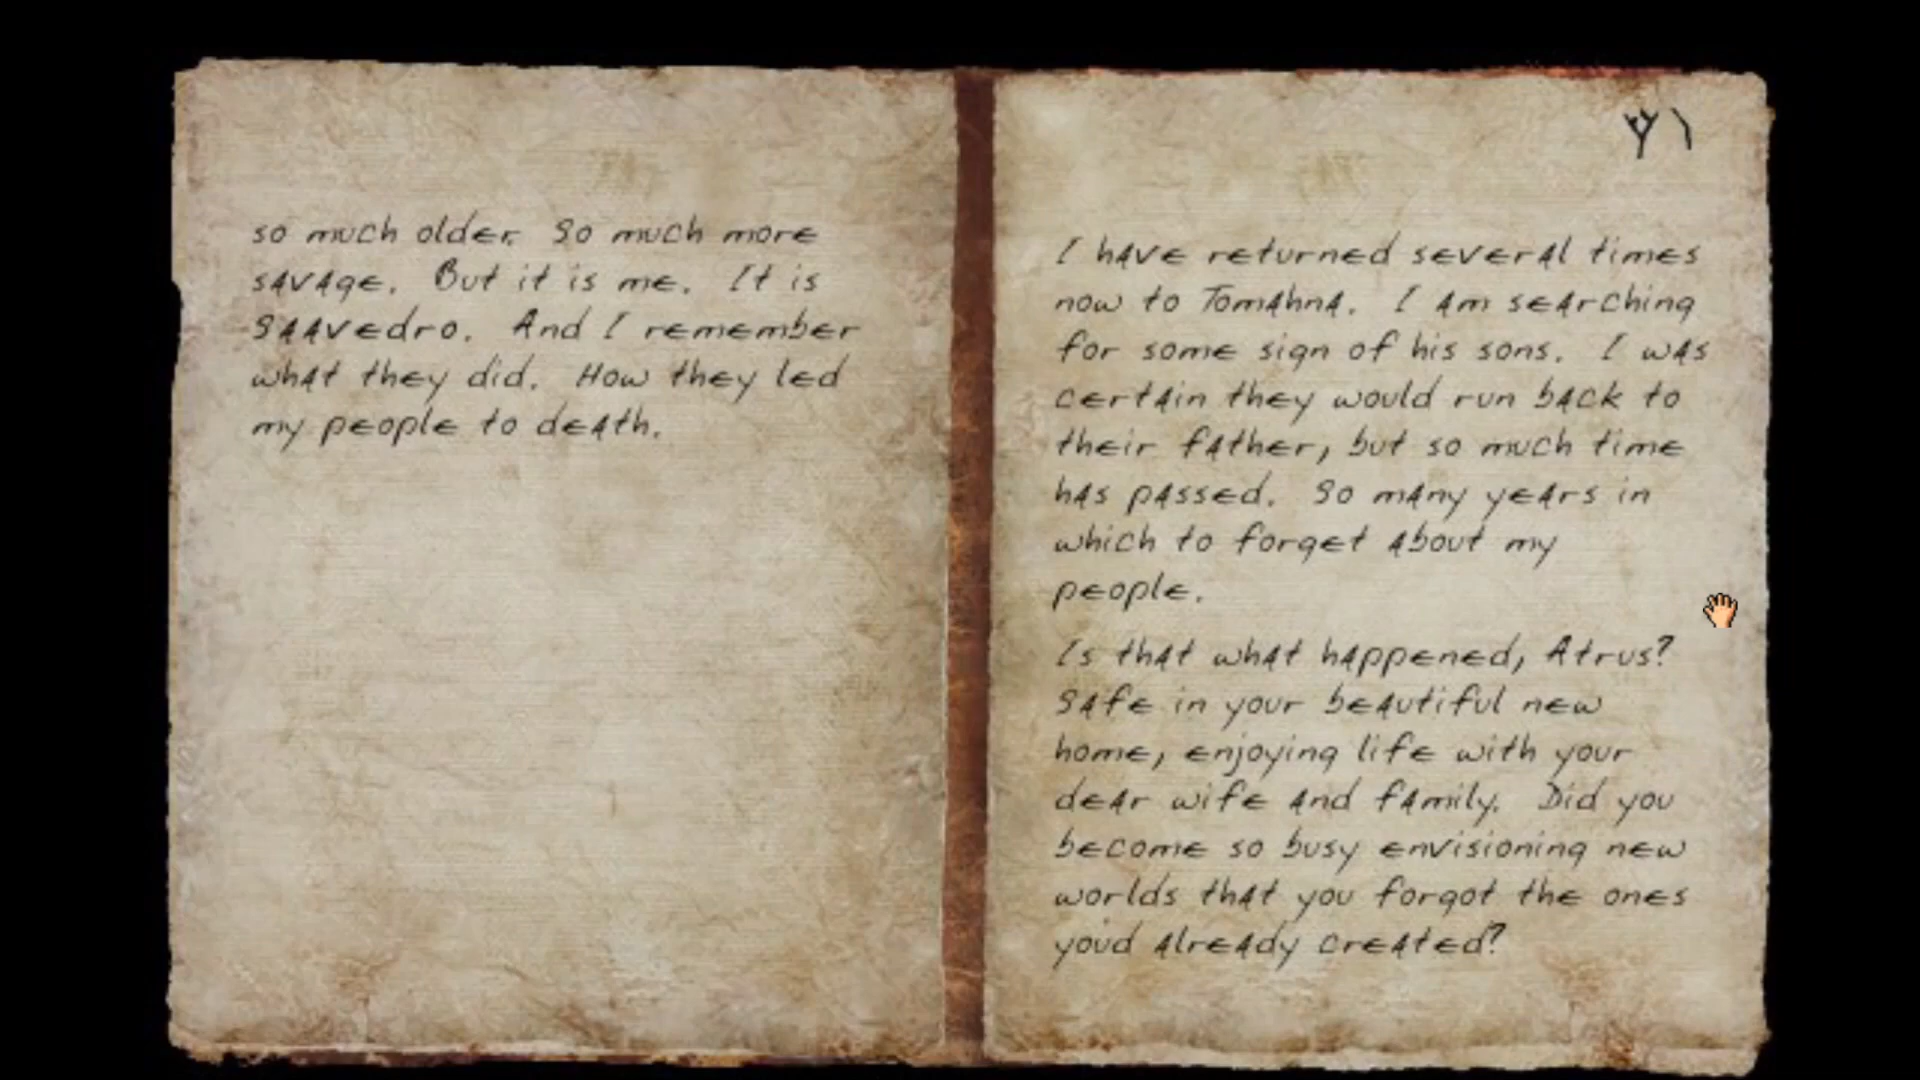 so much older. So much more
savage. But it is me. It is
Saavedro. And I remember
what they did. How they led
my people to death.
I have returned several times
now to Tomahna. I am searching
for some sign of his sons. I was
certain they would run back to
their father, but so much time
has passed. So many years in
which to forget about my
people.
Is that what happened, Atrus?
Safe in your beautiful new
home, enjoying life with your
dear wife and family. Did you
become so busy envisioning new
worlds that you forgot the ones
you'd already created?